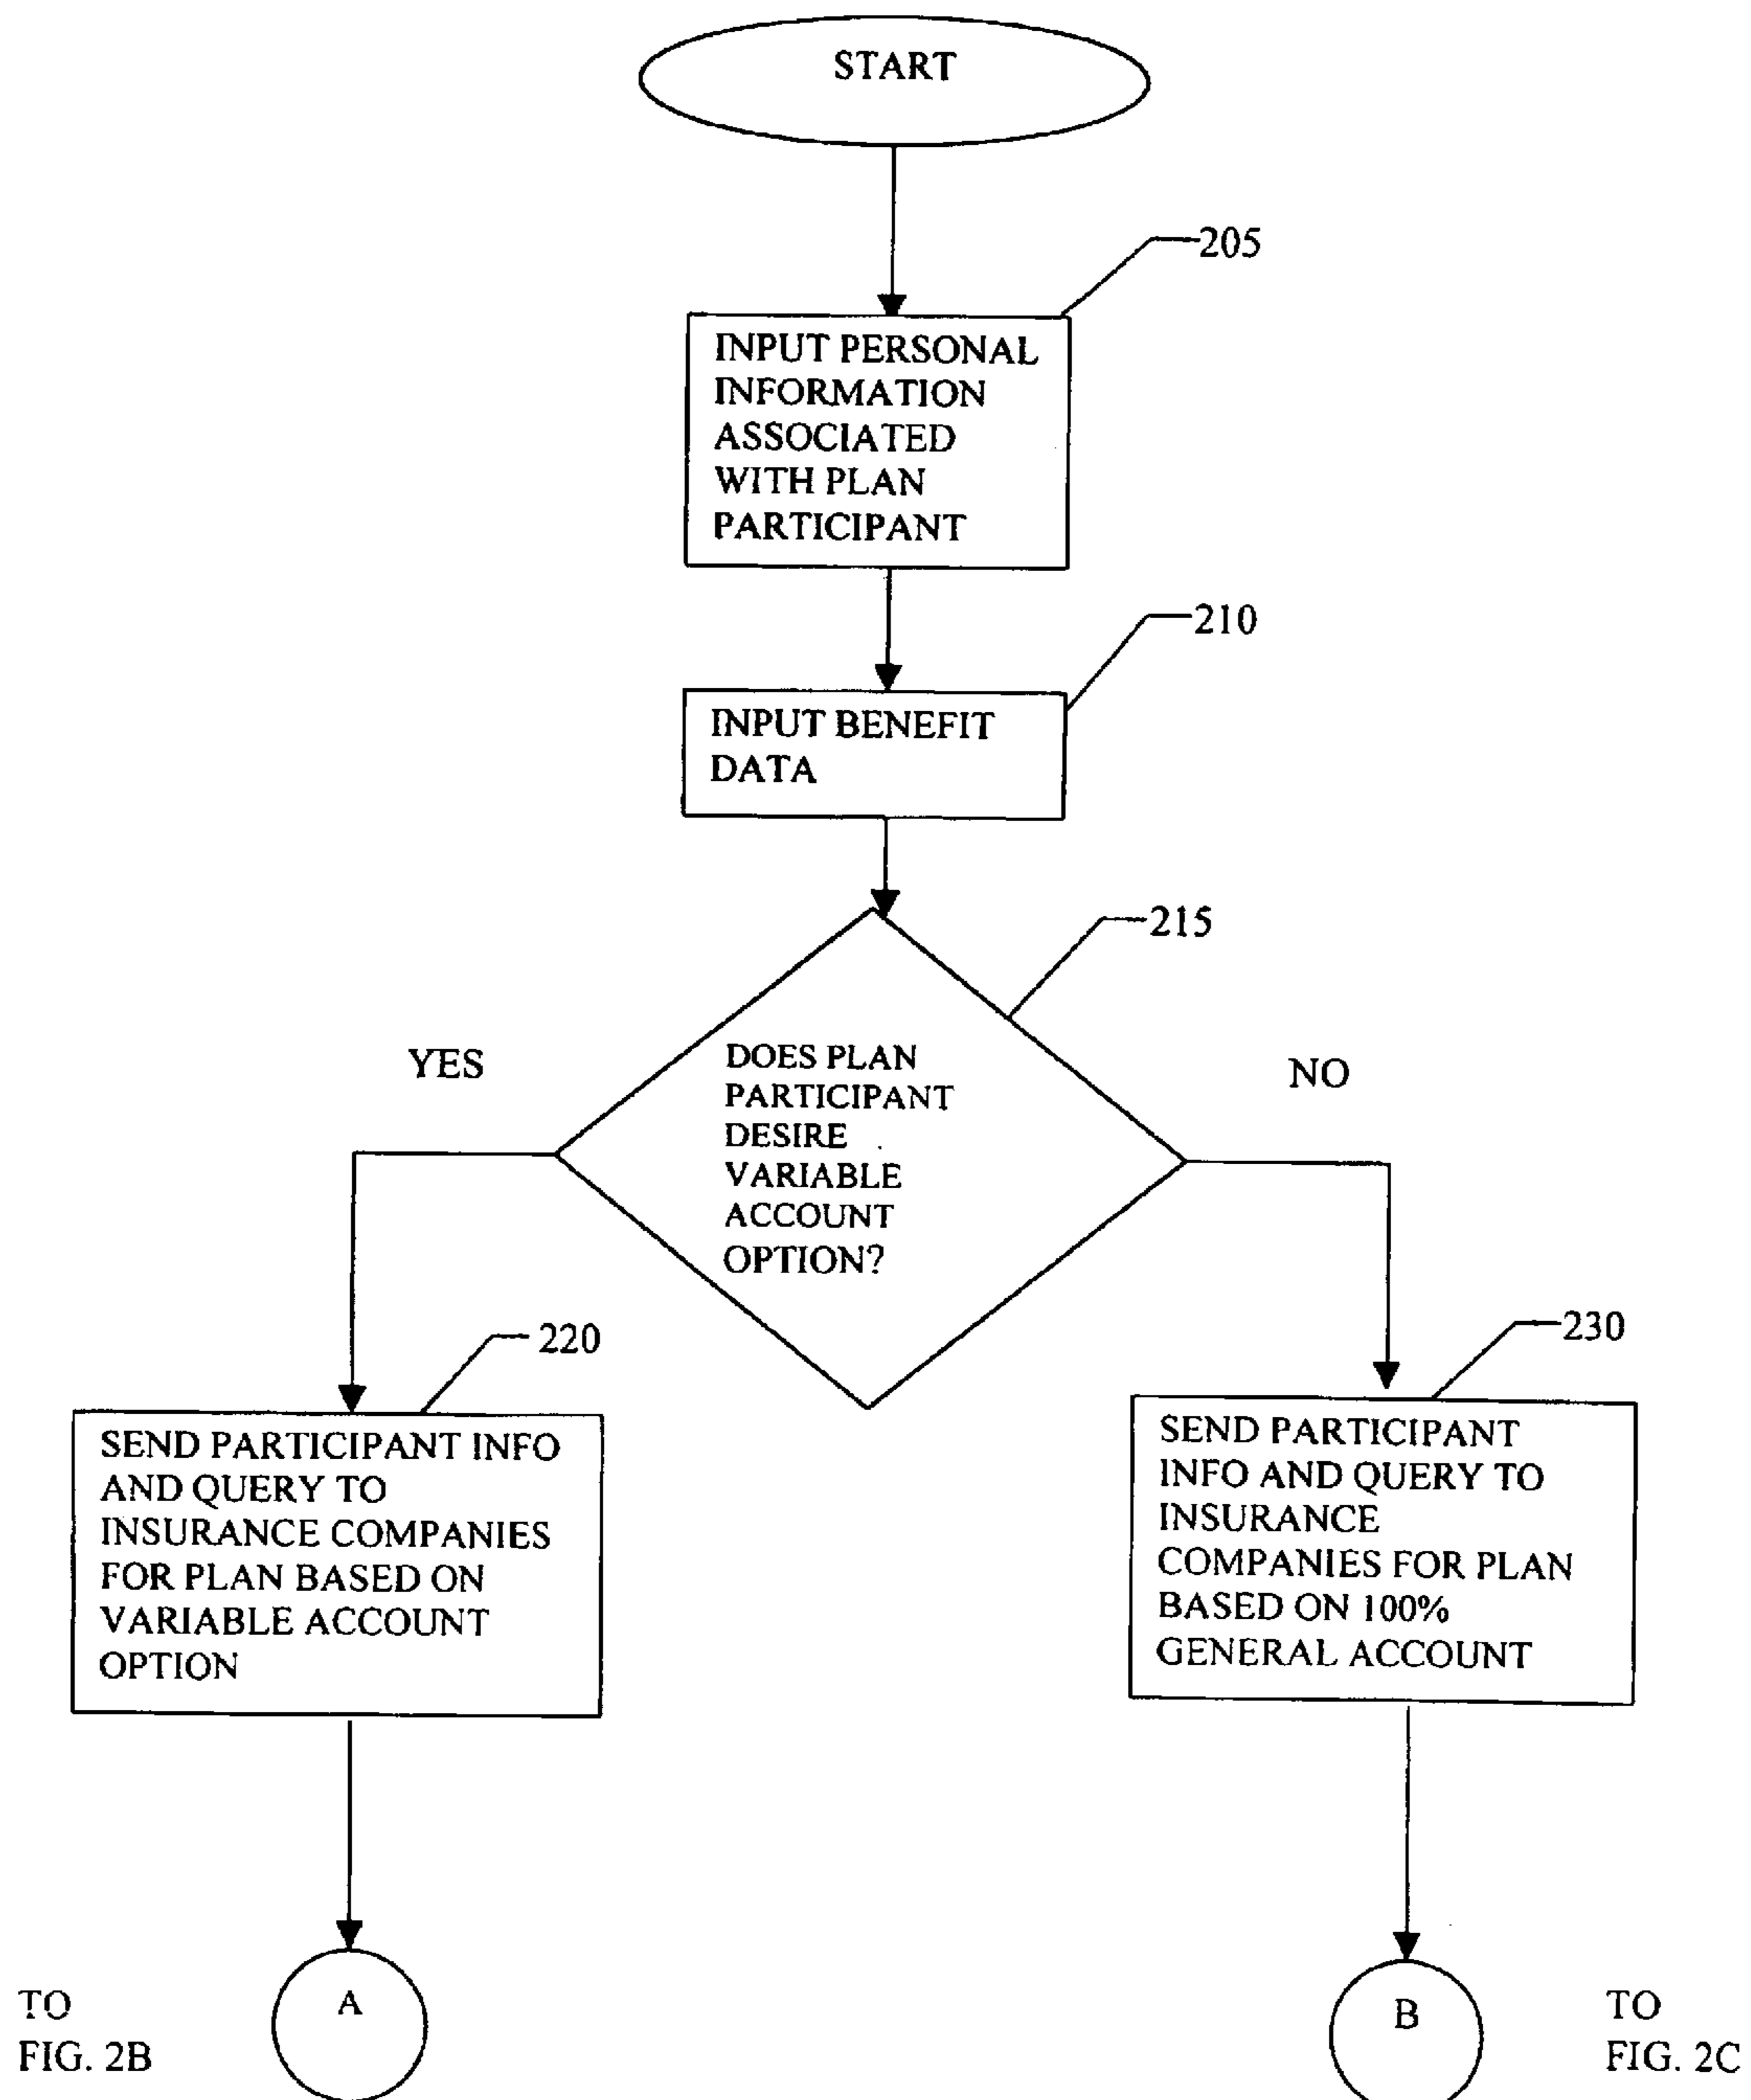 START
205
INPUT PERSONAL
INFORMATION
ASSOCIATED
WITH PLAN
PARTICIPANT
210
INPUT BENEFIT
DATA
215
DOES PLAN
PARTICIPANT
DESIRE
VARIABLE
ACCOUNT
OPTION?
YES
NO
220
SEND PARTICIPANT INFO
AND QUERY TO
INSURANCE COMPANIES
FOR PLAN BASED ON
VARIABLE ACCOUNT
OPTION
230
SEND PARTICIPANT
INFO AND QUERY TO
INSURANCE
COMPANIES FOR PLAN
BASED ON 100%
GENERAL ACCOUNT
TO
FIG. 2B
A
B
TO
FIG. 2C